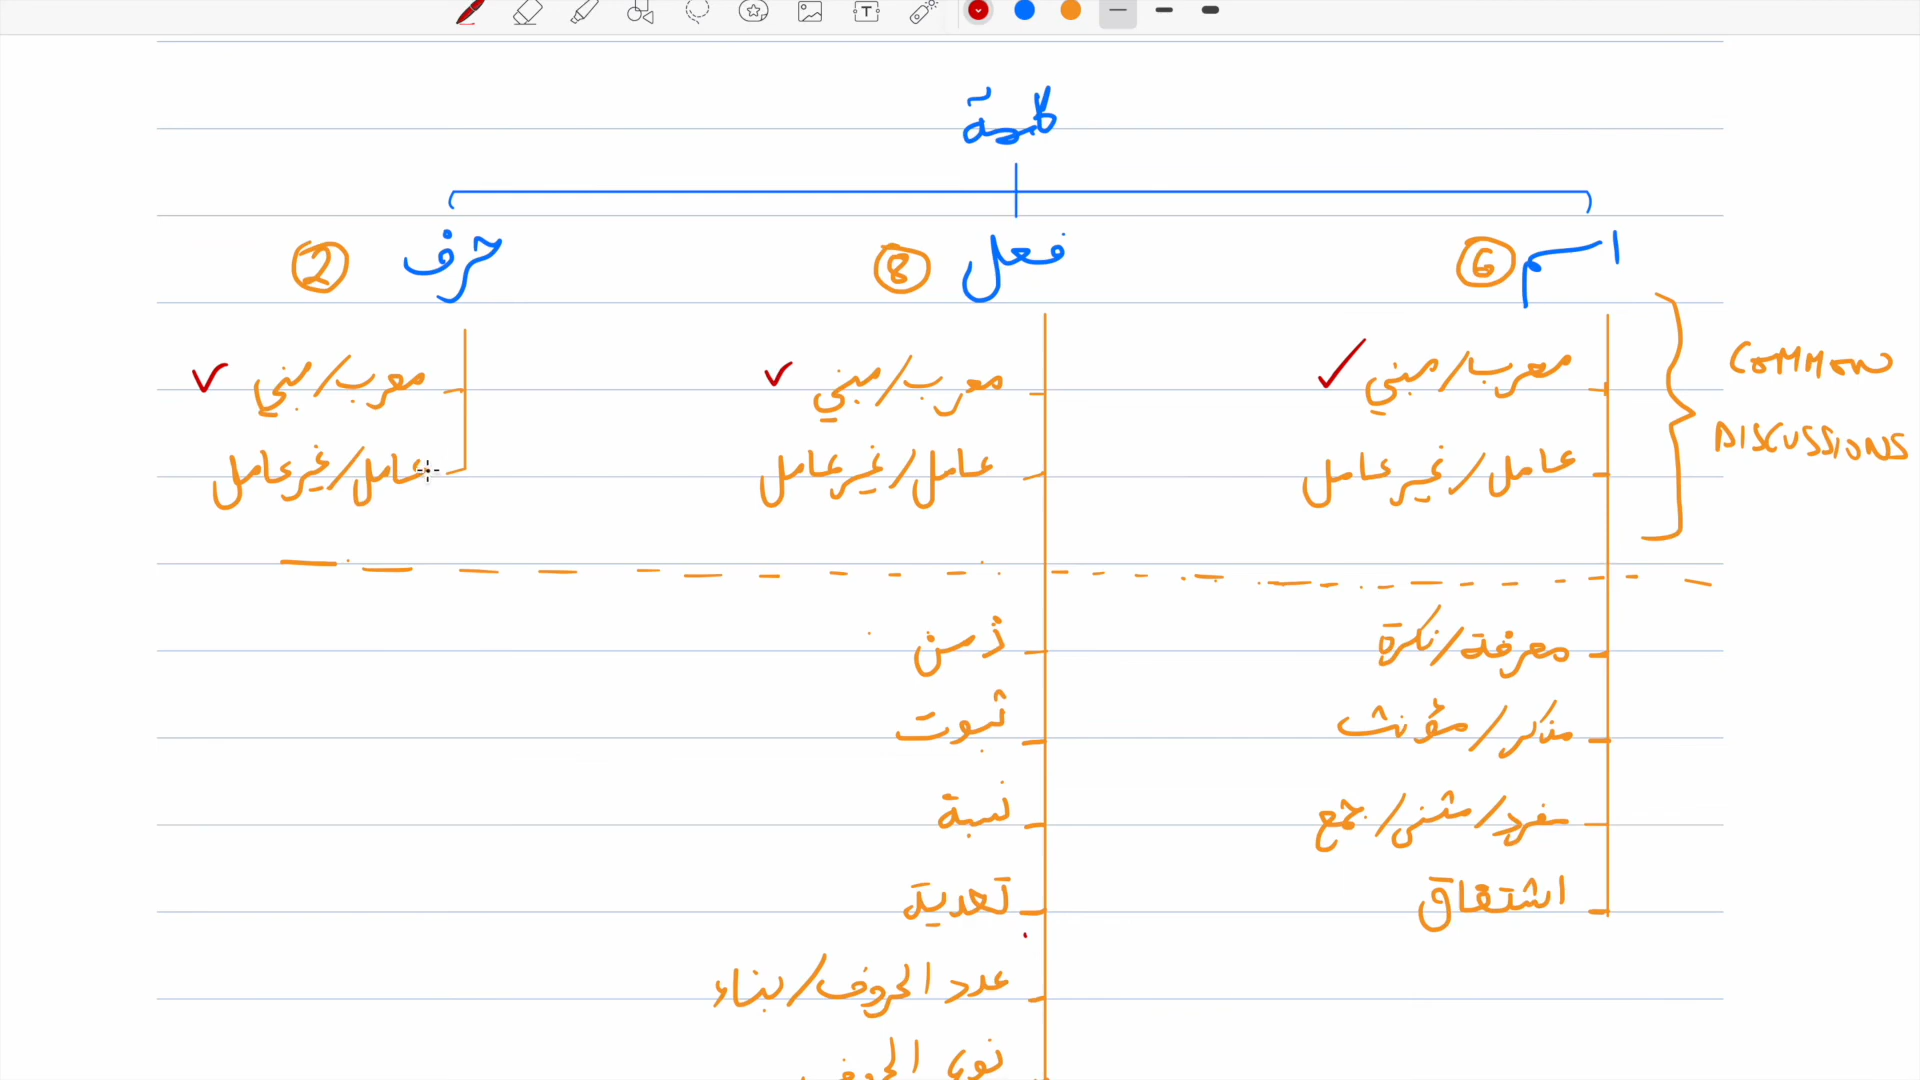 كلمة
اسم ⑥ فعل ⑧ حرف ②
معرب/مبني معرب/مبني معرب/مبني
COMMON
عامل/غير عامل عامل/غير عامل عامل/غير عامل
DISCUSSIONS
معرفة/نكرة زمن
مذكر/مؤنث ثبوت
مفرد/مثنى/جمع نسبة
اشتقاق تعدية
عدد الحروف/بناء
نوع الحروف